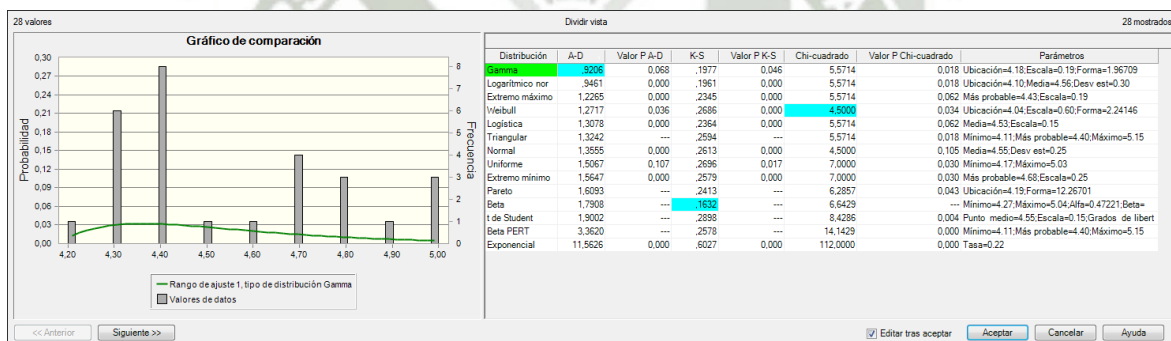 28 valores
Dividir vista
28 mostrados
Gráfico de comparación
0,30
0,27
0,24
0,21
0,18
0,15
0,12
0,09
0,06
0,03
0,00
Probabilidad
8
7
6
5
4
3
2
1
0
Frecuencia
4,20 4,30 4,40 4,50 4,60 4,70 4,80 4,90 5,00
Rango de ajuste 1, tipo de distribución Gamma
Valores de datos
Distribución A-D Valor P A-D K-S Valor P K-S Chi-cuadrado Valor P Chi-cuadrado Parámetros
Gamma ,9206 0,068 ,1977 0,046 5,5714 0,018 Ubicación=4.18;Escala=0.19;Forma=1.96709
Logarítmico nor ,9461 0,000 ,1961 0,000 5,5714 0,018 Ubicación=4.10;Media=4.56;Desv est=0.30
Extremo máximo 1,2265 0,000 ,2345 0,000 5,5714 0,062 Más probable=4.43;Escala=0.19
Weibull 1,2717 0,036 ,2686 0,000 4,5000 0,034 Ubicación=4.04;Escala=0.60;Forma=2.24146
Logística 1,3078 0,000 ,2364 0,000 5,5714 0,062 Media=4.53;Escala=0.15
Triangular 1,3242 --- ,2594 --- 5,5714 0,018 Mínimo=4.11;Más probable=4.40;Máximo=5.15
Normal 1,3555 0,000 ,2613 0,000 4,5000 0,105 Media=4.55;Desv est=0.25
Uniforme 1,5067 0,107 ,2696 0,017 7,0000 0,030 Mínimo=4.17;Máximo=5.03
Extremo mínimo 1,5647 0,000 ,2579 0,000 7,0000 0,030 Más probable=4.68;Escala=0.25
Pareto 1,6093 --- ,2413 --- 6,2857 0,043 Ubicación=4.19;Forma=12.26701
Beta 1,7908 --- ,1632 --- 6,6429 --- Mínimo=4.27;Máximo=5.04;Alfa=0.47221;Beta=
t de Student 1,9002 --- ,2898 --- 8,4286 0,004 Punto medio=4.55;Escala=0.15;Grados de libert
Beta PERT 3,3620 --- ,2578 --- 14,1429 0,000 Mínimo=4.11;Más probable=4.40;Máximo=5.15
Exponencial 11,5626 0,000 ,6027 0,000 112,0000 0,000 Tasa=0.22
<< Anterior Siguiente >> Editar tras aceptar Aceptar Cancelar Ayuda